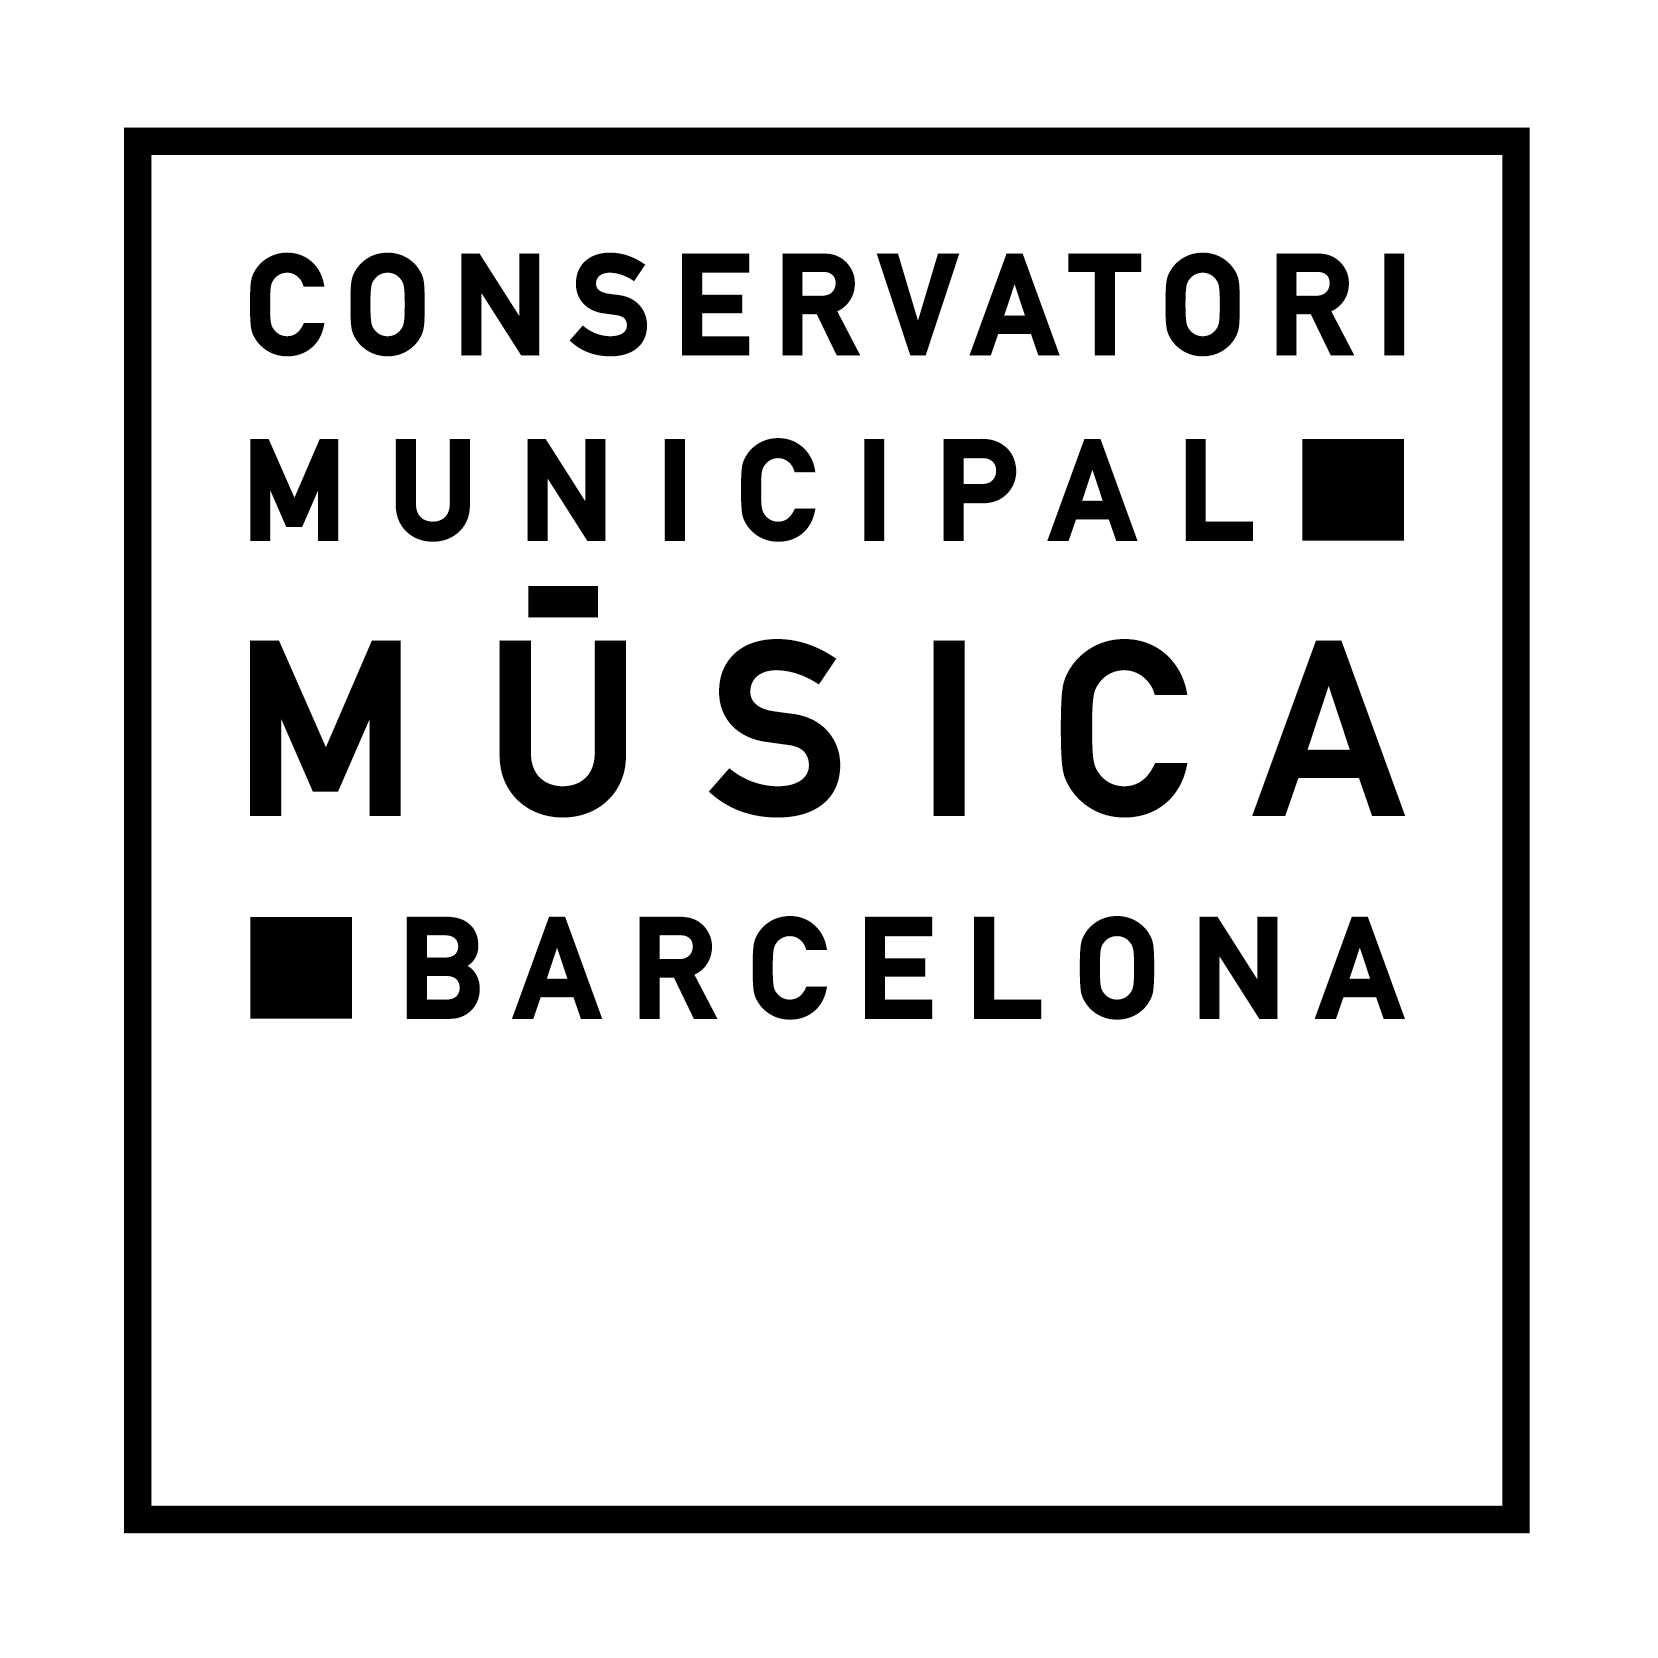 CONSERVATORI
MUNICIPAL ■
MŪSICA
■ BARCELONA